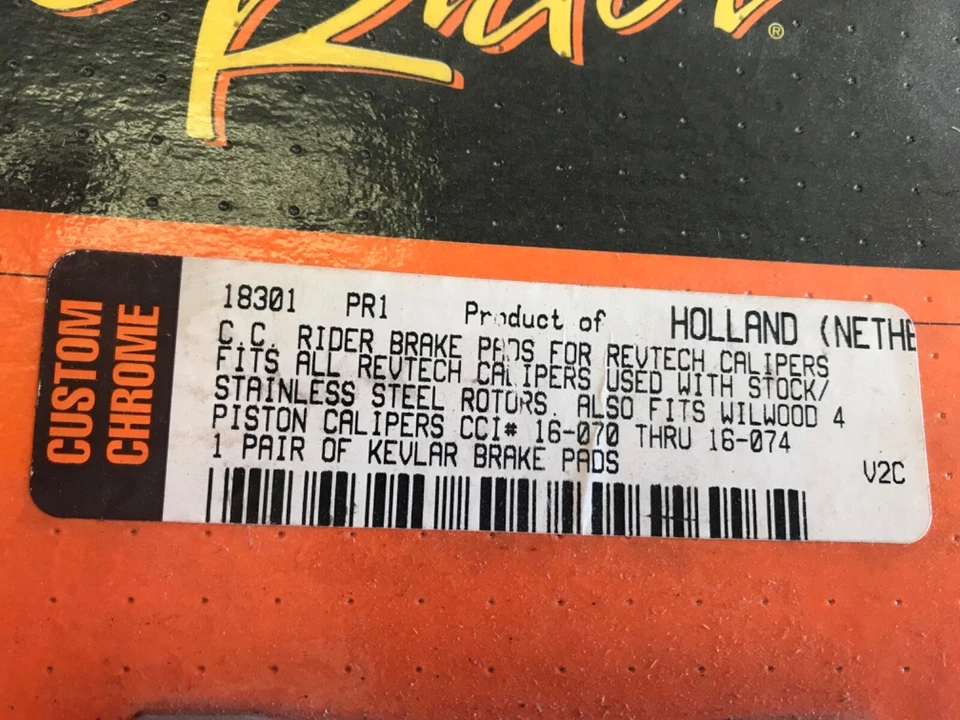 Rider®
18301 PR1 Product of HOLLAND (NETHE
C.C. RIDER BRAKE PADS FOR REVTECH CALIPERS
FITS ALL REVTECH CALIPERS USED WITH STOCK/
STAINLESS STEEL ROTORS. ALSO FITS WILWOOD 4
PISTON CALIPERS CCI# 16-070 THRU 16-074
1 PAIR OF KEVLAR BRAKE PADS
V2C
CUSTOM
CHROME